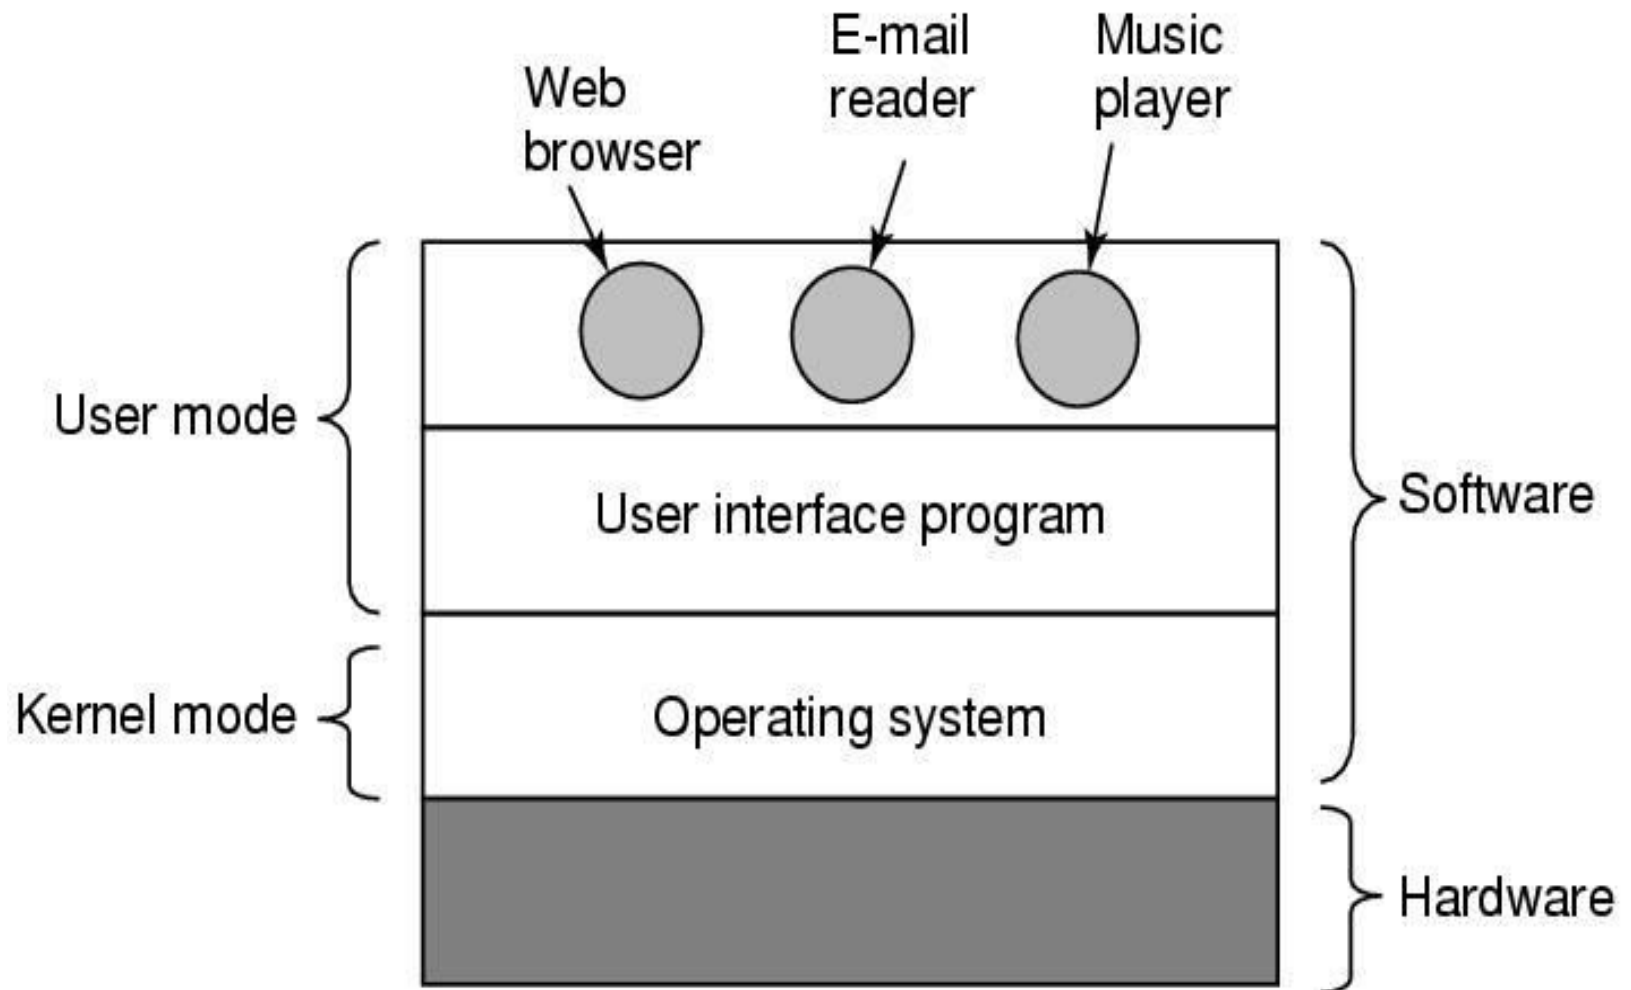 E-mail
reader
Music
player
Web
browser
User mode
User interface program
Software
Kernel mode
Operating system
Hardware